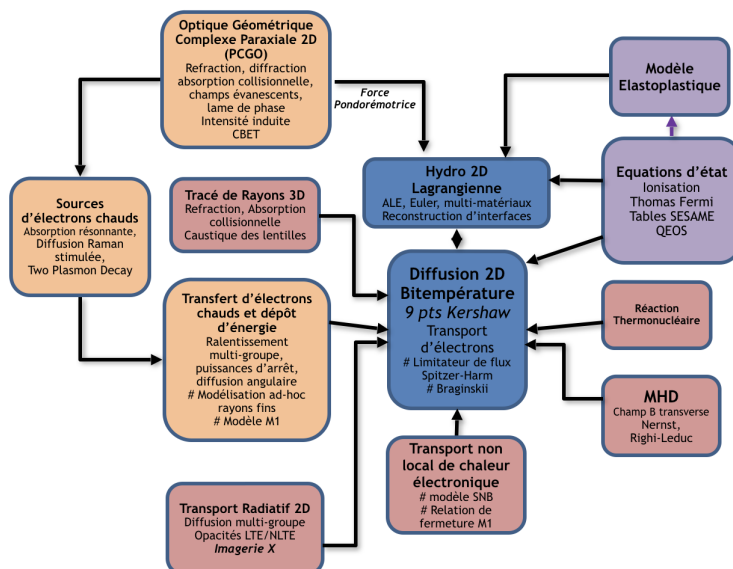 Optique Géométrique
Complexe Paraxiale 2D
(PCGO)
Refraction, diffraction
absorption collisionnelle,
champs évanescents,
lame de phase
Intensité induite
CBET
Force
Pondorémotrice
Modèle
Elastoplastique
Hydro 2D
Lagrangienne
ALE, Euler, multi-matériaux
Reconstruction d'interfaces
Equations d'état
Ionisation
Thomas Fermi
Tables SESAME
QEOS
Sources
d'électrons chauds
Absorption résonnante,
Diffusion Raman
stimulée,
Two Plasmon Decay
Tracé de Rayons 3D
Refraction, Absorption
collisionnelle
Caustique des lentilles
Diffusion 2D
Bitempérature
9 pts Kershaw
Transport
d'électrons
# Limitateur de flux
Spitzer-Harm
# Braginskii
Transfert d'électrons
chauds et dépôt
d'énergie
Ralentissement
multi-groupe,
puissances d'arrêt,
diffusion angulaire
# Modélisation ad-hoc
rayons fins
# Modèle M1
Réaction
Thermonucléaire
MHD
Champ B transverse
Nernst,
Righi-Leduc
Transport non
local de chaleur
électronique
# modèle SNB
# Relation de
fermeture M1
Transport Radiatif 2D
Diffusion multi-groupe
Opacités LTE/NLTE
Imagerie X